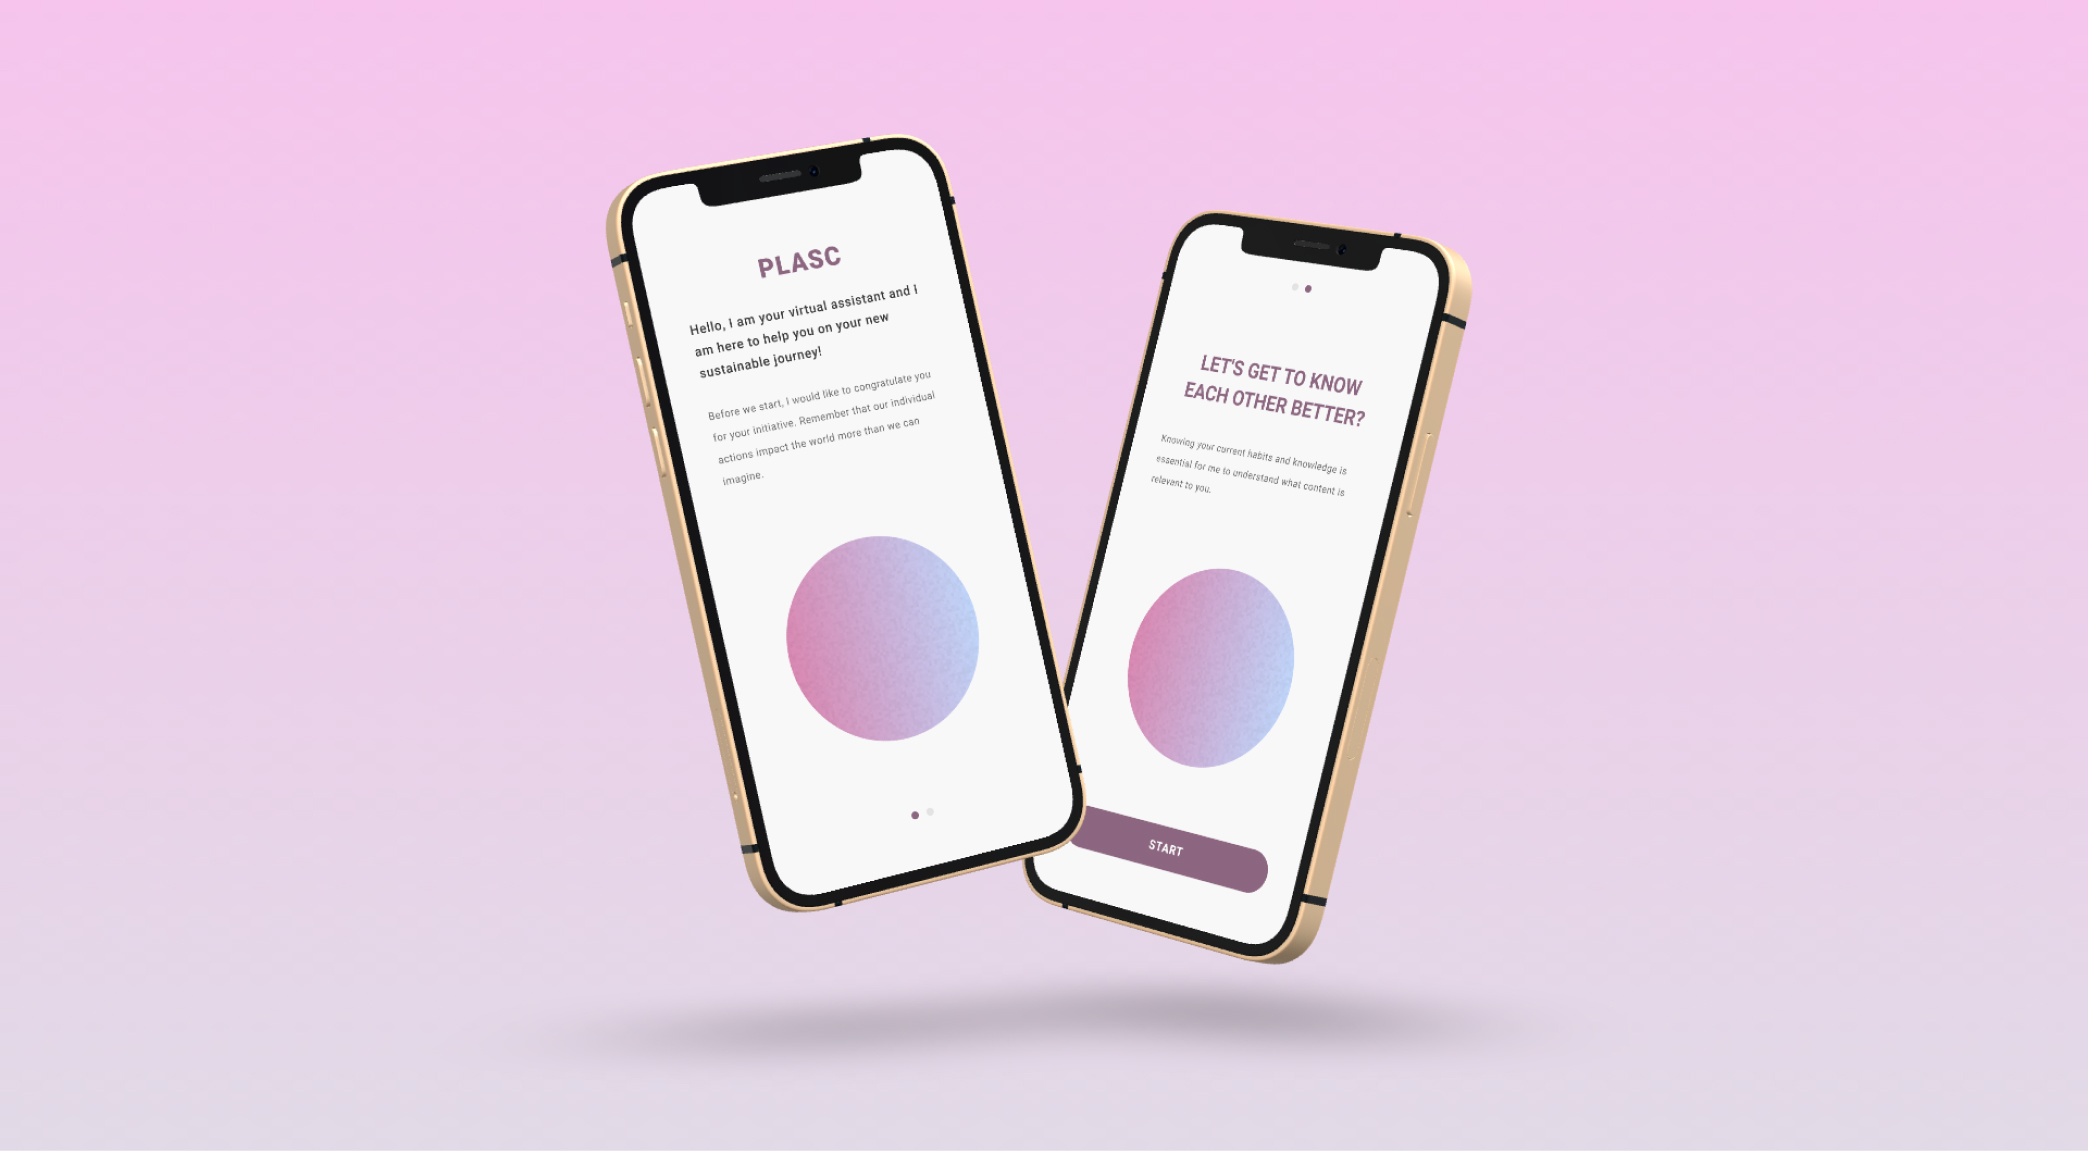 PLASC
Hello, I am your virtual assistant and I
am here to help you on your new
sustainable journey!
Before we start, I would like to congratulate you
for your initiative. Remember that our individual
actions impact the world more than we can
imagine.
LET'S GET TO KNOW
EACH OTHER BETTER?
Knowing your current habits and knowledge is
essential for me to understand what content is
relevant to you.
START